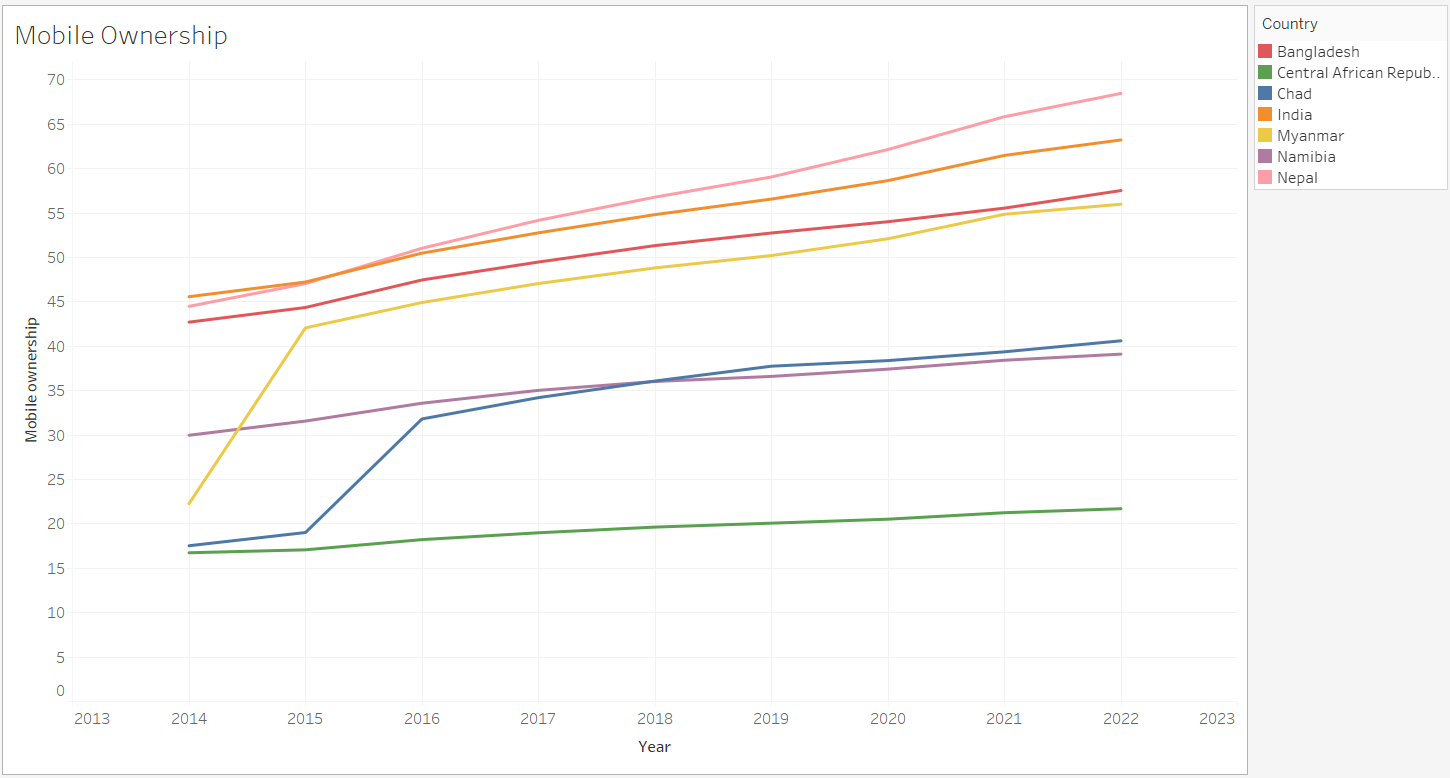 Mobile Ownership
70
65
60
55
50
45
40
35
30
25
20
15
10
5
0
Mobile ownership
2013 2014 2015 2016 2017 2018 2019 2020 2021 2022 2023
Year
Country
Bangladesh
Central African Repub..
Chad
India
Myanmar
Namibia
Nepal